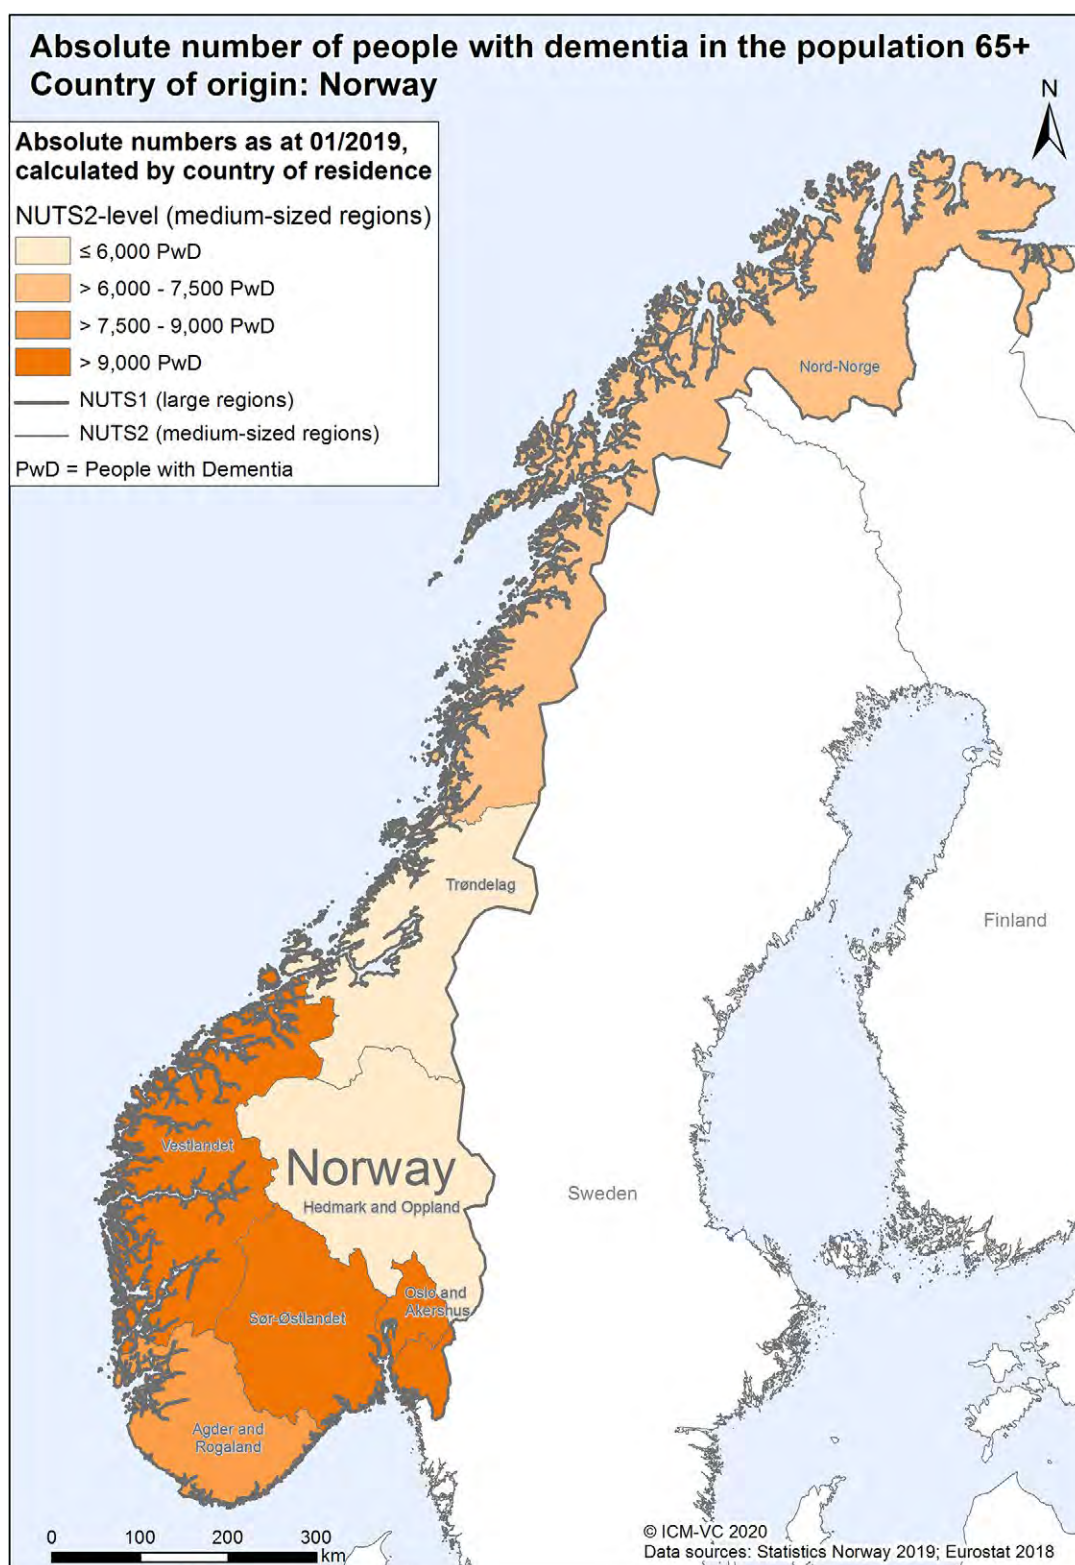 Absolute number of people with dementia in the population 65+
Country of origin: Norway
N
Absolute numbers as at 01/2019,
calculated by country of residence
NUTS2-level (medium-sized regions)
≤ 6,000 PwD
> 6,000 - 7,500 PwD
> 7,500 - 9,000 PwD
> 9,000 PwD
NUTS1 (large regions)
NUTS2 (medium-sized regions)
PwD = People with Dementia
Nord-Norge
Trøndelag
Finland
Vestlandet
Norway
Sweden
Hedmark and Oppland
Oslo and
Akershus
Sør-Østlandet
Agder and
Rogaland
0 100 200 300
km
© ICM-VC 2020
Data sources: Statistics Norway 2019; Eurostat 2018